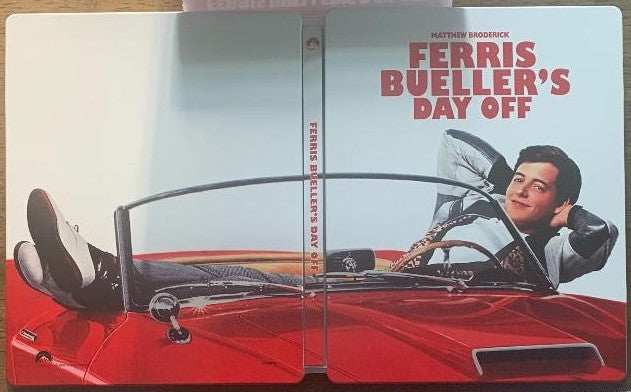 MATTHEW BRODERICK
FERRIS
BUELLER'S
DAY OFF
FERRIS BUELLER'S DAY OFF